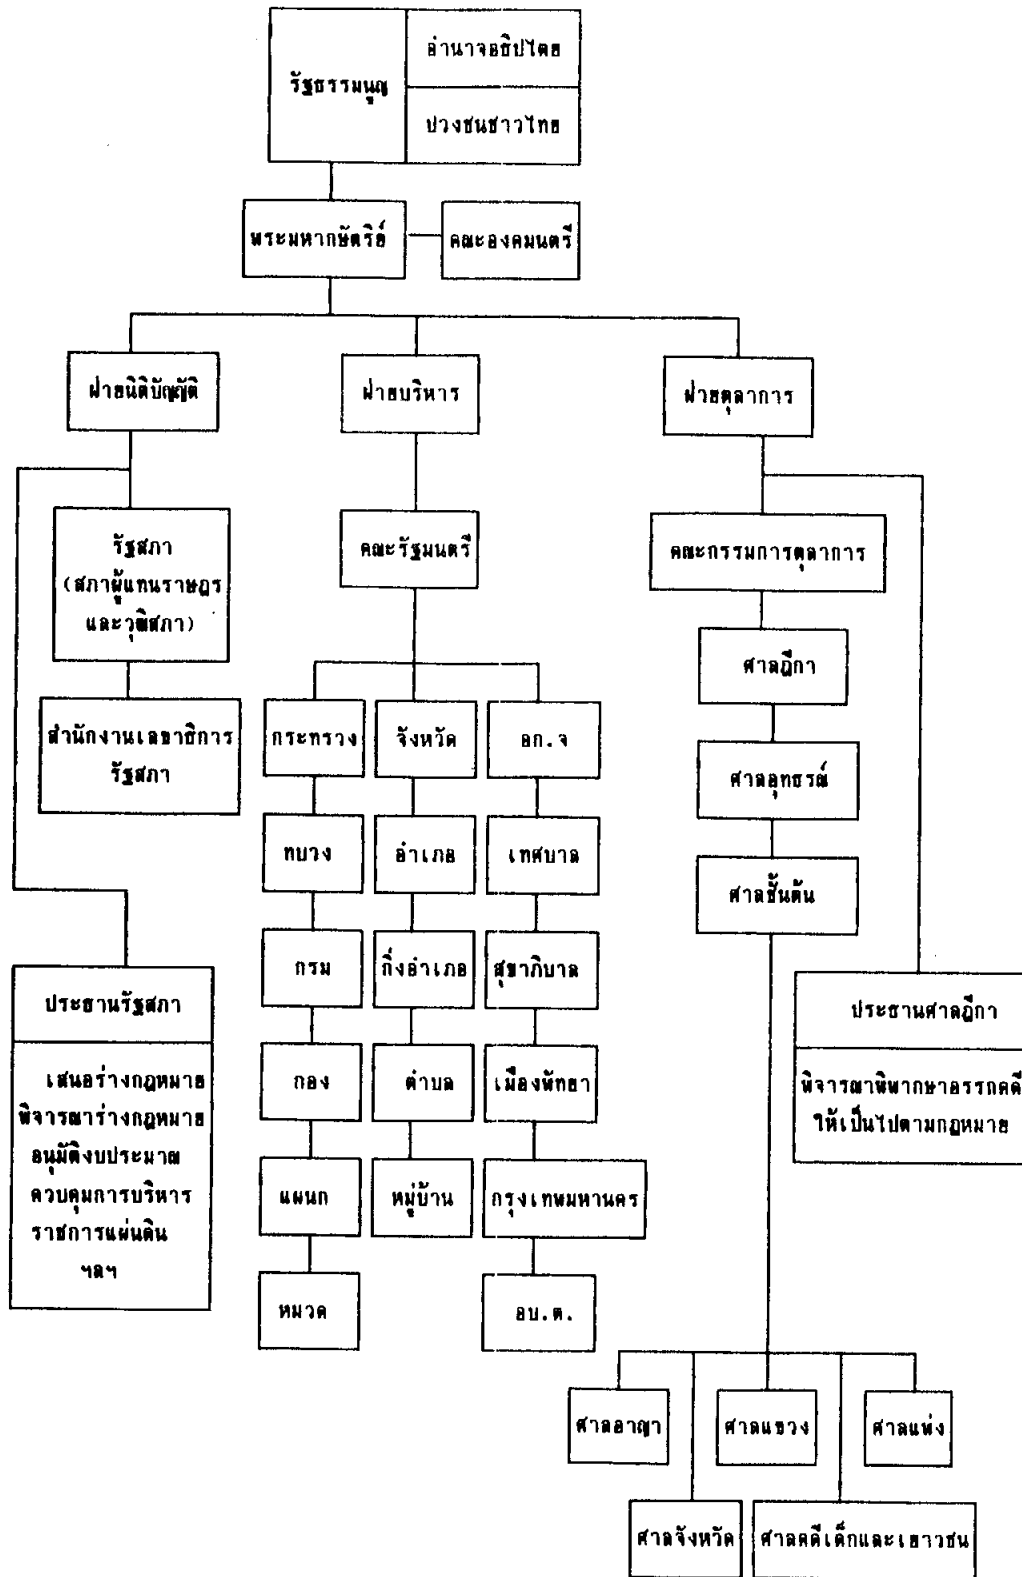 อำนาจอธิปไตย
รัฐธรรมนูญ
ปวงชนชาวไทย
พระมหากษัตริย์
คณะองคมนตรี
ฝ่ายนิติบัญญัติ
ฝ่ายบริหาร
ฝ่วยตุลาการ
รัฐสภา
(สภาผู้แทนราษฎร
และวุฒิสภา)
คณะรัฐมนตรี
คณะกรรมการตุลาการ
ศาลฎีกา
สำนักงานเลขาธิการ
รัฐสภา
กระทรวง
จังหวัด
อก.จ
ศาลอุทธรณ์
ทบวง
อำเภอ
เทศบาล
ศาลชั้นต้น
กรม
กิ่งอำเภอ
สุขาภิบาล
ประธานรัฐสภา
เสนอร่างกฎหมาย
พิจารณาร่างกฎหมาย
อนุมัติงบประมาณ
ควบคุมการบริหาร
ราชการแผ่นดิน
ฯลฯ
ประธานศาลฎีกา
พิจารณาพิพากษาอรรถคดี
ให้เป็นไปตามกฎหมาย
กอง
ตำบล
เมืองพัทยา
แผนก
หมู่บ้าน
กรุงเทพมหานคร
หมวด
อบ.ต.
ศาลอาญา
ศาลแขวง
ศาลแพ่ง
ศาลจังหวัด
ศาลคดีเด็กและเยาวชน